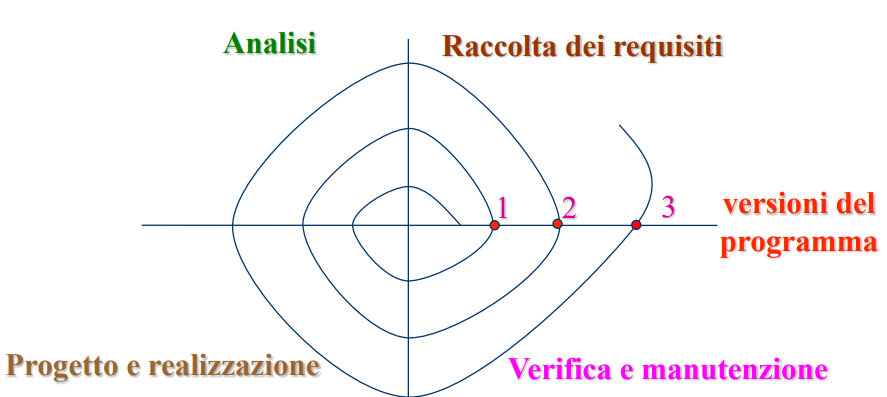 Analisi
Raccolta dei requisiti
1
2
3
versioni del
programma
Progetto e realizzazione
Verifica e manutenzione